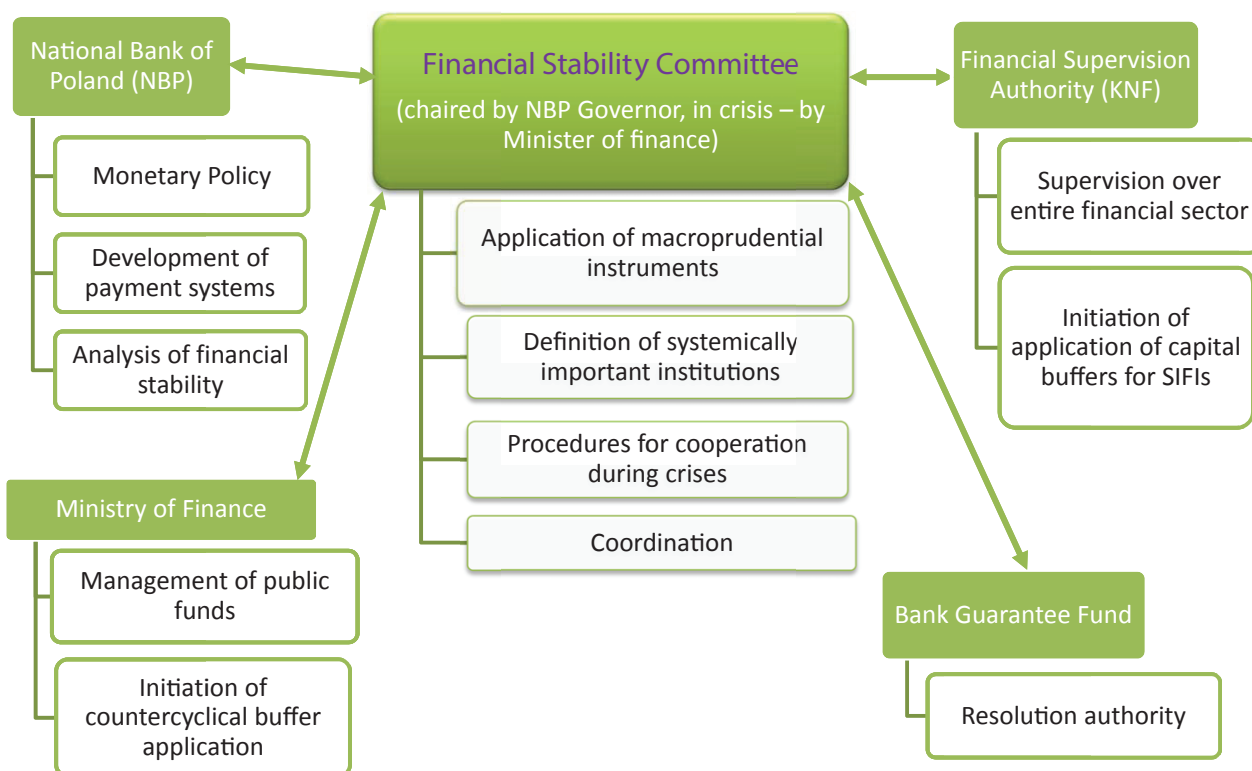 National Bank of
Poland (NBP)
Monetary Policy
Development of
payment systems
Analysis of financial
stability
Financial Stability Committee
(chaired by NBP Governor, in crisis – by
Minister of finance)
Application of macroprudential
instruments
Definition of systemically
important institutions
Procedures for cooperation
during crises
Coordination
Financial Supervision
Authority (KNF)
Supervision over
entire financial sector
Initiation of
application of capital
buffers for SIFIs
Ministry of Finance
Management of public
funds
Initiation of
countercyclical buffer
application
Bank Guarantee Fund
Resolution authority